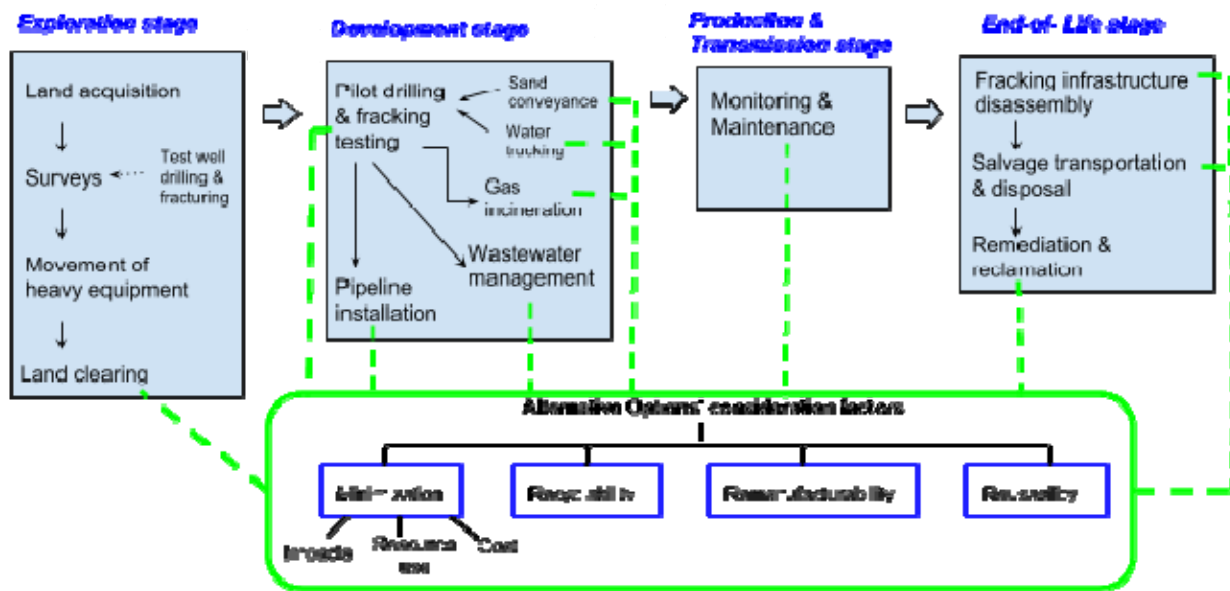 Exploration stage
Land acquisition
Surveys
Test well
drilling &
fracturing
Movement of
heavy equipment
Land clearing
Development stage
Pilot drilling
& fracking
testing
Sand
conveyance
Water
trucking
Gas
incineration
Wastewater
management
Pipeline
installation
Production &
Transmission stage
Monitoring &
Maintenance
End-of- Life stage
Fracking infrastructure
disassembly
Salvage transportation
& disposal
Remediation &
reclamation
Alternative Options' consideration factors
Remanufacturability
Impacts
Resource
use
Cost